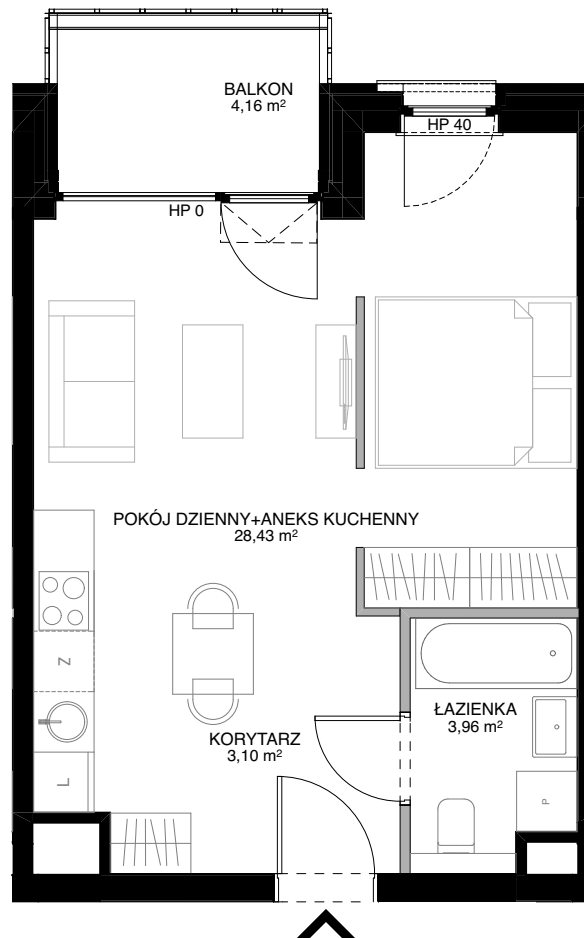 BALKON
4,16 m²
HP 40
HP 0
POKÓJ DZIENNY+ANEKS KUCHENNY
28,43 m²
Z
ŁAZIENKA
3,96 m²
KORYTARZ
3,10 m²
L
P